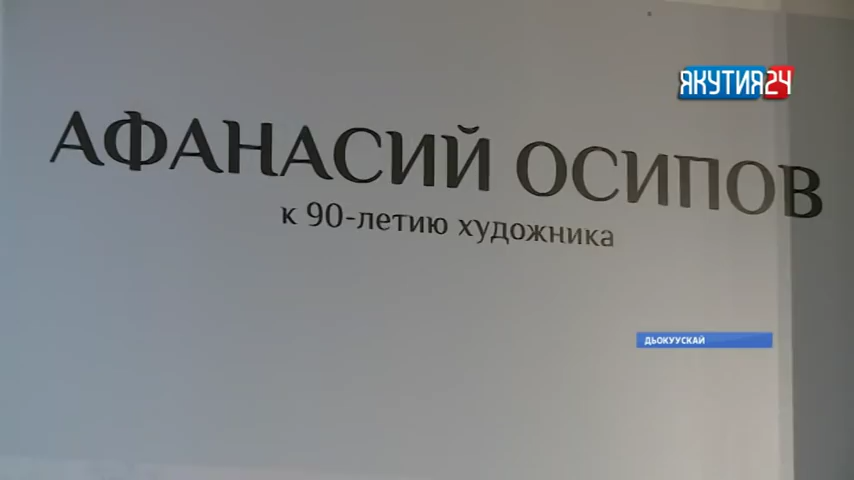 ЯКУТИЯ24
АФАНАСИЙ ОСИПОВ
к 90-летию художника
ДЬОКУУСКАЙ